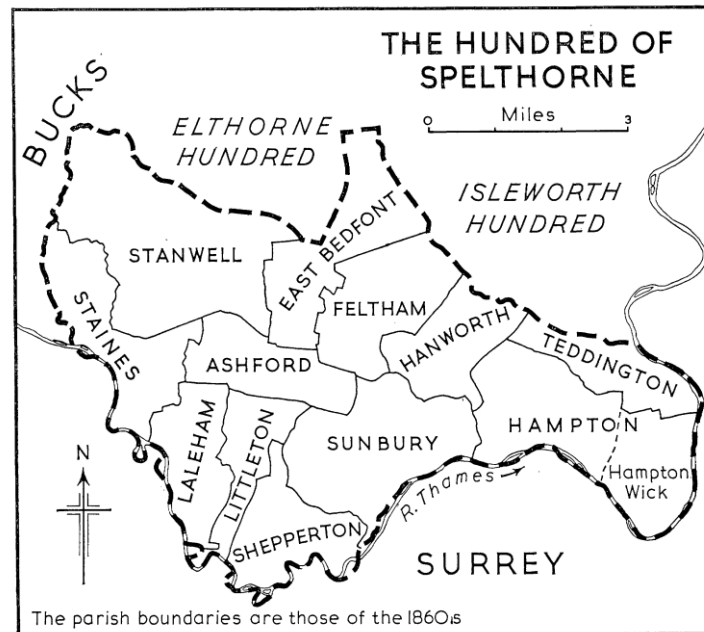 THE HUNDRED OF
SPELTHORNE
Miles
0 3
BUCKS
ELTHORNE
HUNDRED
ISLEWORTH
HUNDRED
STANWELL
EAST BEDFONT
FELTHAM
STAINES
HANWORTH
ASHFORD
TEDDINGTON
LALEHAM
LITTLETON
SUNBURY
HAMPTON
Hampton
Wick
N
R. Thames
SHEPPERTON
SURREY
The parish boundaries are those of the 1860s